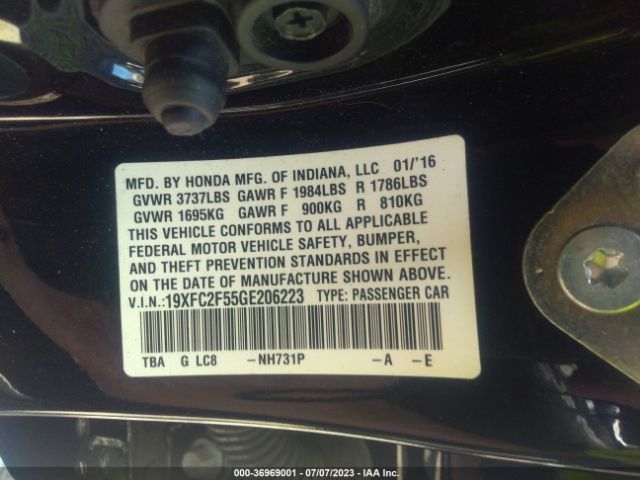 MFD. BY HONDA MFG. OF INDIANA, LLC 01/'16
GVWR 3737LBS GAWR F 1984LBS R 1786LBS
GVWR 1695KG GAWR F 900KG R 810KG
THIS VEHICLE CONFORMS TO ALL APPLICABLE
FEDERAL MOTOR VEHICLE SAFETY, BUMPER,
AND THEFT PREVENTION STANDARDS IN EFFECT
ON THE DATE OF MANUFACTURE SHOWN ABOVE.
V.I.N.:19XFC2F55GE206223 TYPE: PASSENGER CAR
TBA G LC8 -NH731P -A -E
000-36969001 - 07/07/2023 - IAA Inc.